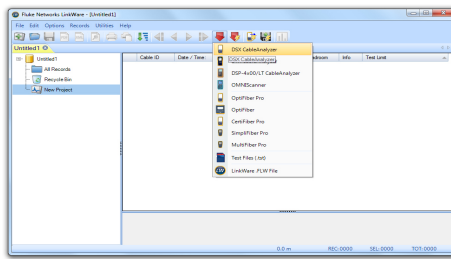 Fluke Networks LinkWare - [Untitled1]
File Edit Options Records Utilities Help
Untitled1
Untitled1
All Records
Recycle Bin
New Project
Cable ID Date / Time: Headroom Info Test Limit
DSX CableAnalyzer
DSX CableAnalyzer
DSP-4x00/LT CableAnalyzer
OMNIScanner
OptiFiber Pro
OptiFiber
CertiFiber Pro
SimpliFiber Pro
MultiFiber Pro
Test Files (.txt)
LinkWare .FLW File
0.0 m REC:0000 SEL:0000 TOT:0000